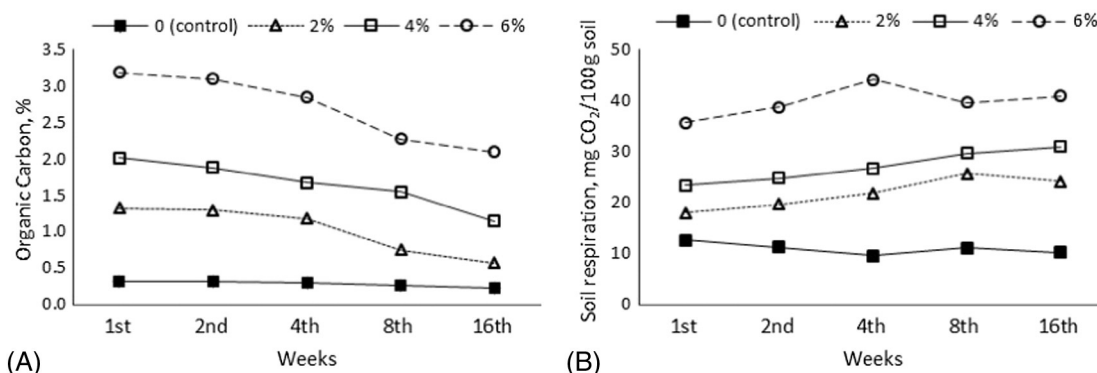 0 (control) 2% 4% 6%
Organic Carbon, %
3.5
3.0
2.5
2.0
1.5
1.0
0.5
0.0
1st 2nd 4th 8th 16th
Weeks
(A)
0 (control) 2% 4% 6%
Soil respiration, mg CO₂/100g soil
50
40
30
20
10
0
1st 2nd 4th 8th 16th
Weeks
(B)